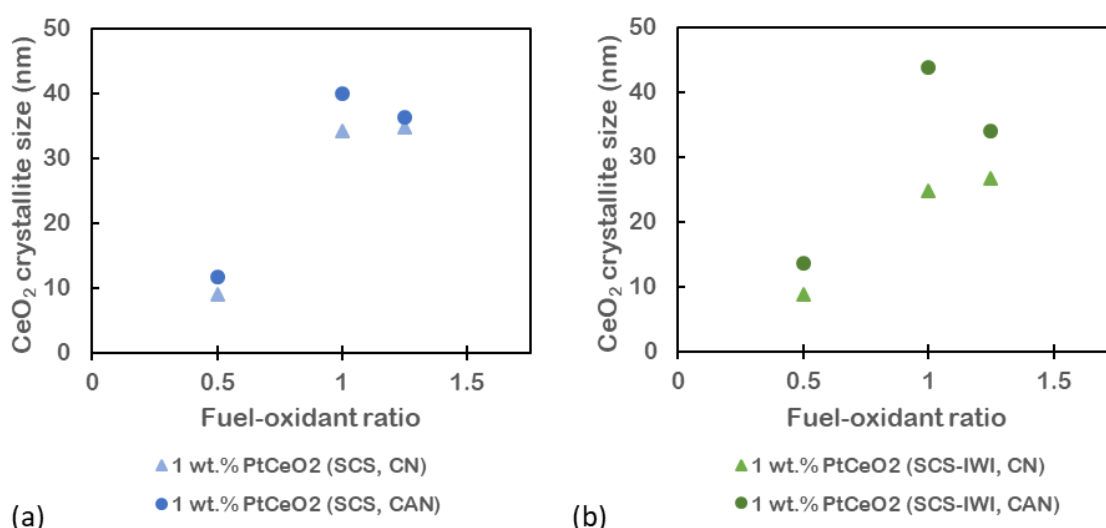 CeO₂ crystallite size (nm)
50
40
30
20
10
0
0
0.5
1
1.5
Fuel-oxidant ratio
1 wt.% PtCeO2 (SCS, CN)
1 wt.% PtCeO2 (SCS, CAN)
(a)
CeO₂ crystallite size (nm)
50
40
30
20
10
0
0
0.5
1
1.5
Fuel-oxidant ratio
1 wt.% PtCeO2 (SCS-IWI, CN)
1 wt.% PtCeO2 (SCS-IWI, CAN)
(b)